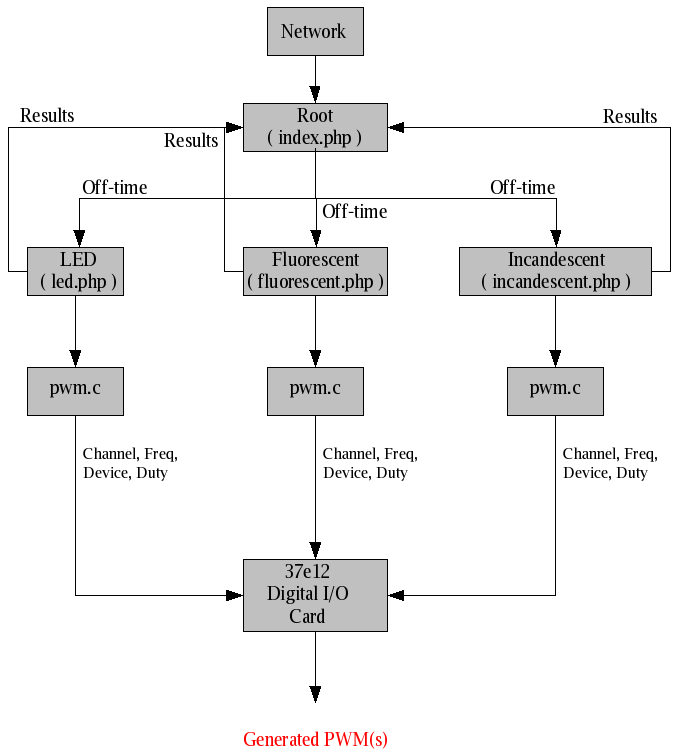 Network
Root
( index.php )
Results
Results
Results
Off-time
Off-time
Off-time
LED
( led.php )
Fluorescent
( fluorescent.php )
Incandescent
( incandescent.php )
pwm.c
pwm.c
pwm.c
Channel, Freq,
Device, Duty
Channel, Freq,
Device, Duty
Channel, Freq,
Device, Duty
37e12
Digital I/O
Card
Generated PWM(s)